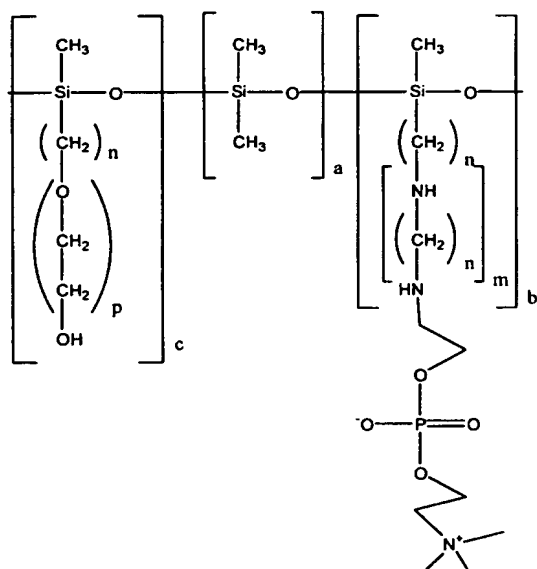 CH3 CH3 CH3
Si O Si O Si O
(CH2)n CH3 (CH2)n
a
O NH
CH2 (CH2)n
CH2 p HN m
b
OH
c
O
-O P O
O
N+